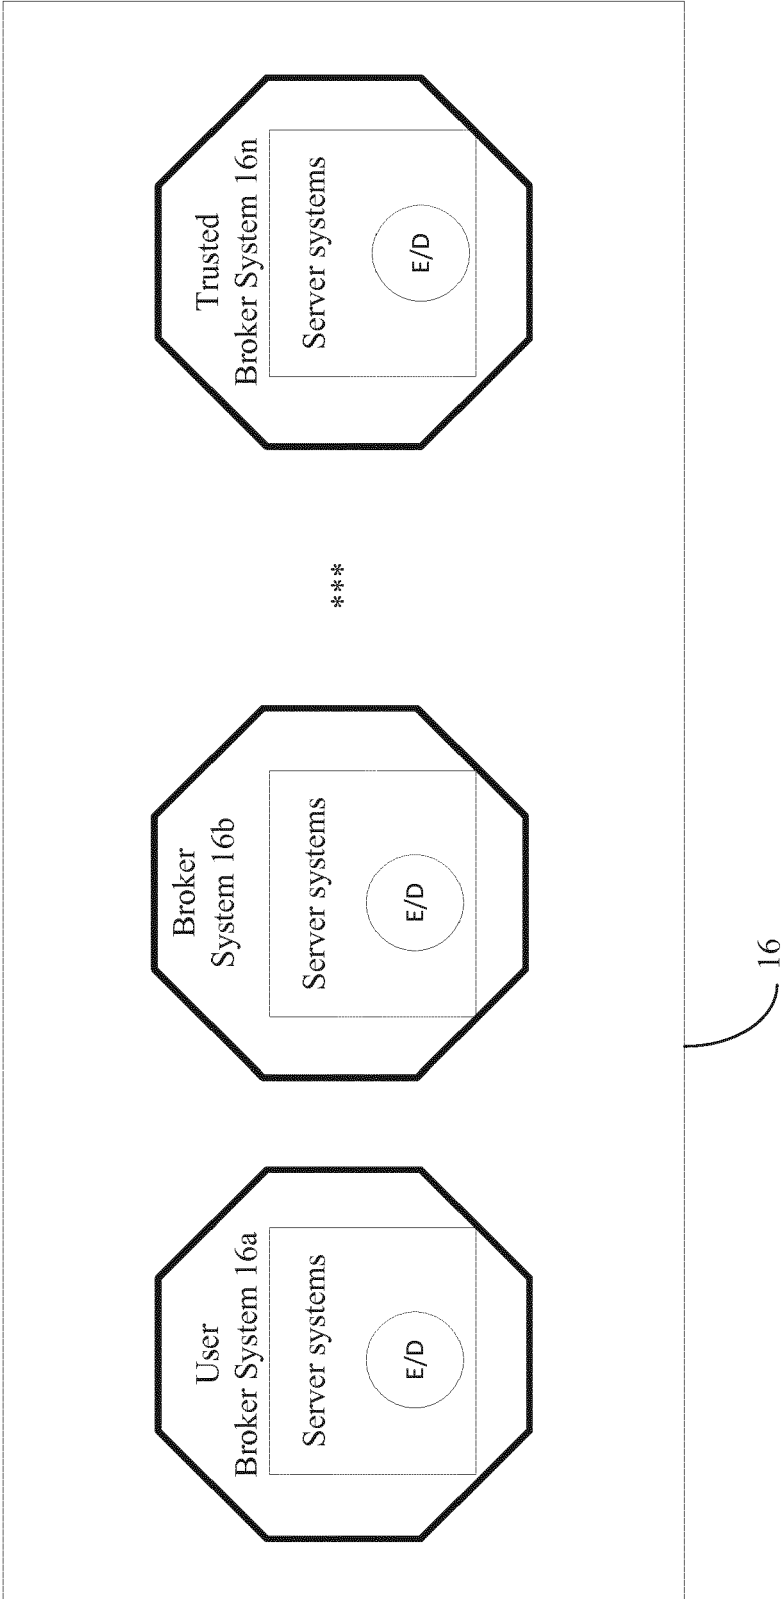 User
Broker System 16a
Server systems
E/D
Broker
System 16b
Server systems
E/D
***
Trusted
Broker System 16n
Server systems
E/D
16